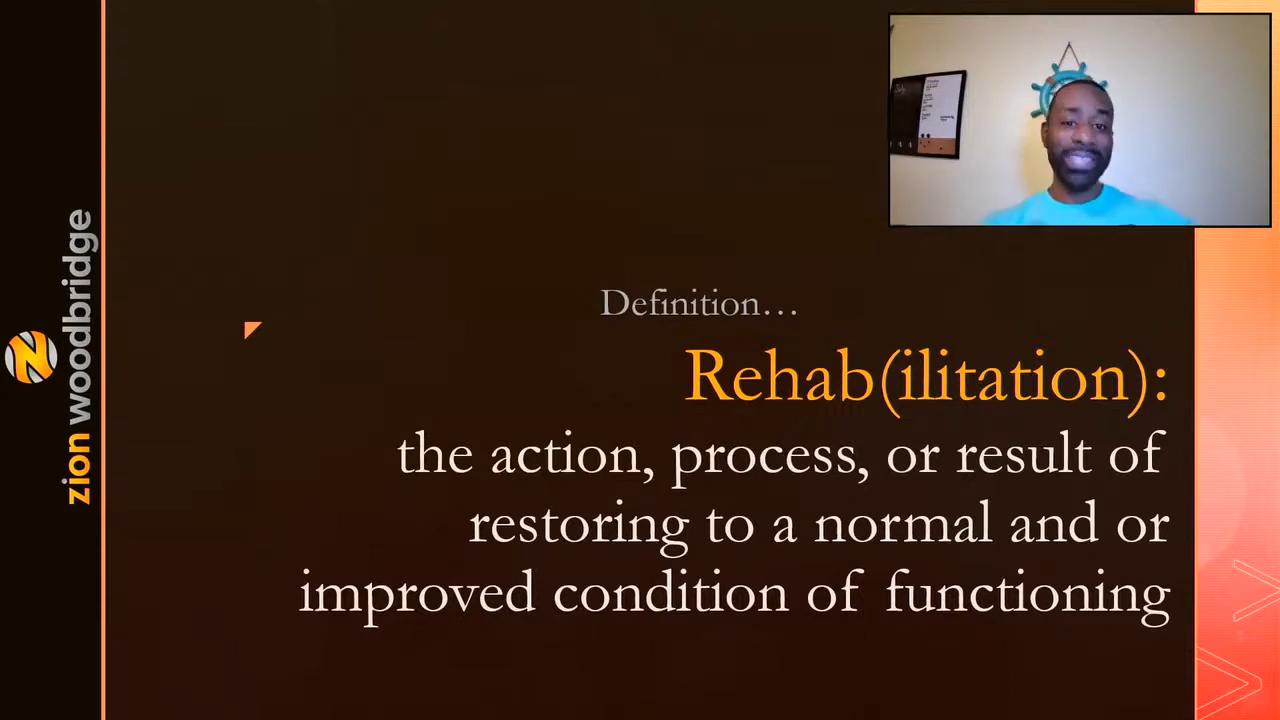 zion woodbridge
Definition…
Rehab(ilitation):
the action, process, or result of
restoring to a normal and or
improved condition of functioning